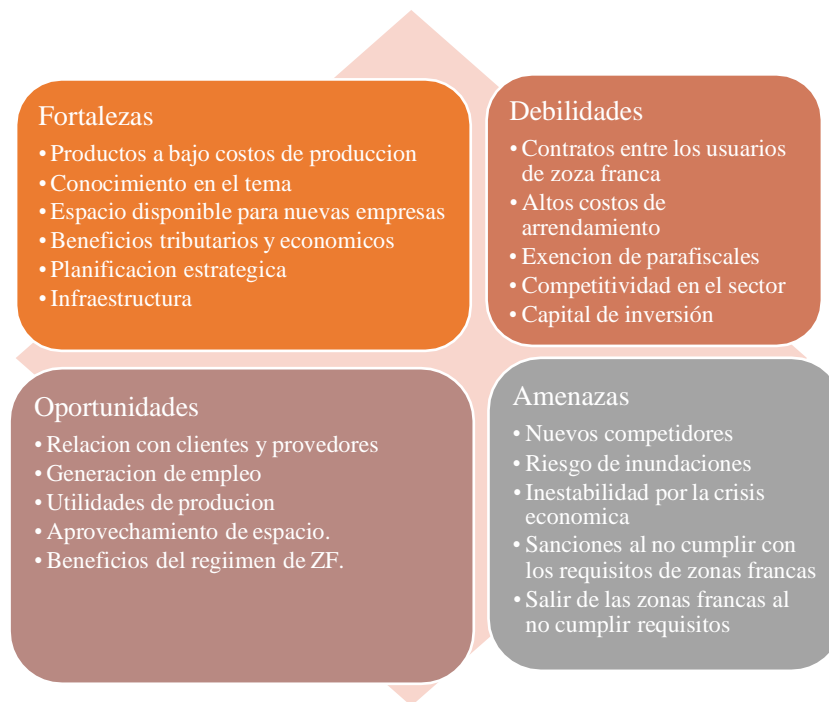 Fortalezas
• Productos a bajo costos de produccion
• Conocimiento en el tema
• Espacio disponible para nuevas empresas
• Beneficios tributarios y economicos
• Planificacion estrategica
• Infraestructura
Debilidades
• Contratos entre los usuarios
de zoza franca
• Altos costos de
arrendamiento
• Exencion de parafiscales
• Competitividad en el sector
• Capital de inversión
Oportunidades
• Relacion con clientes y provedores
• Generacion de empleo
• Utilidades de producion
• Aprovechamiento de espacio.
• Beneficios del regiimen de ZF.
Amenazas
• Nuevos competidores
• Riesgo de inundaciones
• Inestabilidad por la crisis
economica
• Sanciones al no cumplir con
los requisitos de zonas francas
• Salir de las zonas francas al
no cumplir requisitos